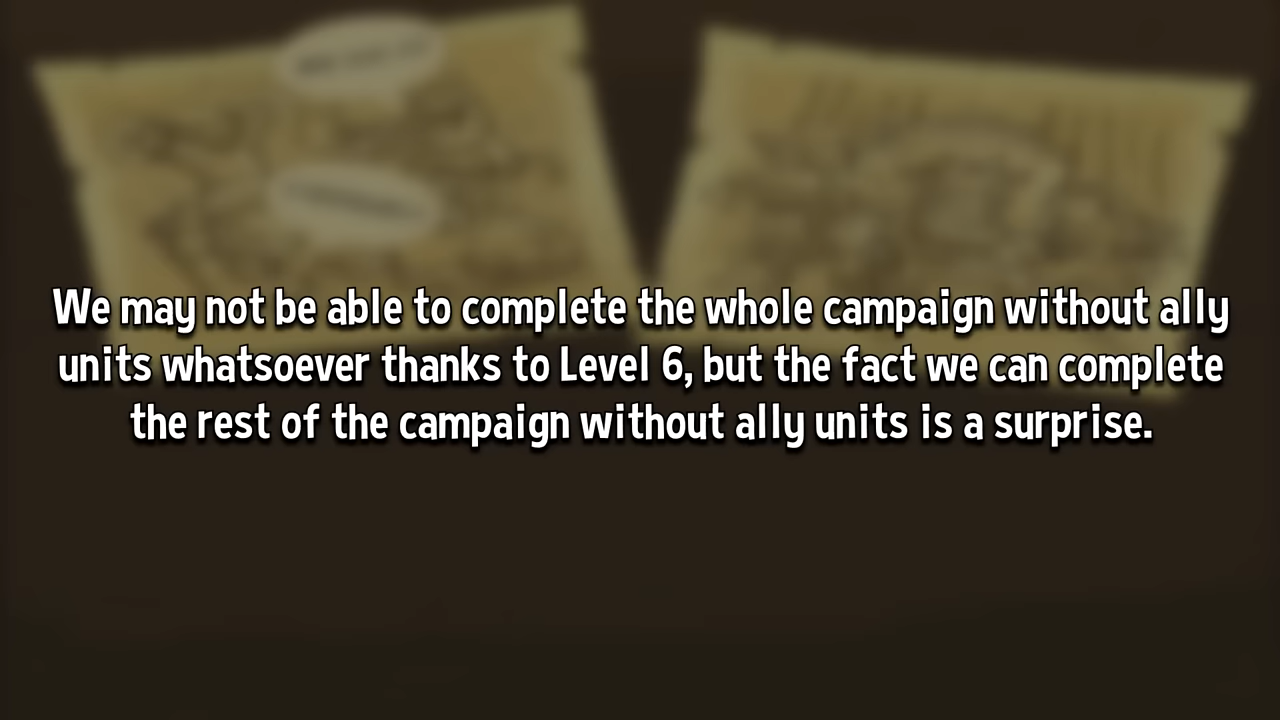 We may not be able to complete the whole campaign without ally
units whatsoever thanks to Level 6, but the fact we can complete
the rest of the campaign without ally units is a surprise.